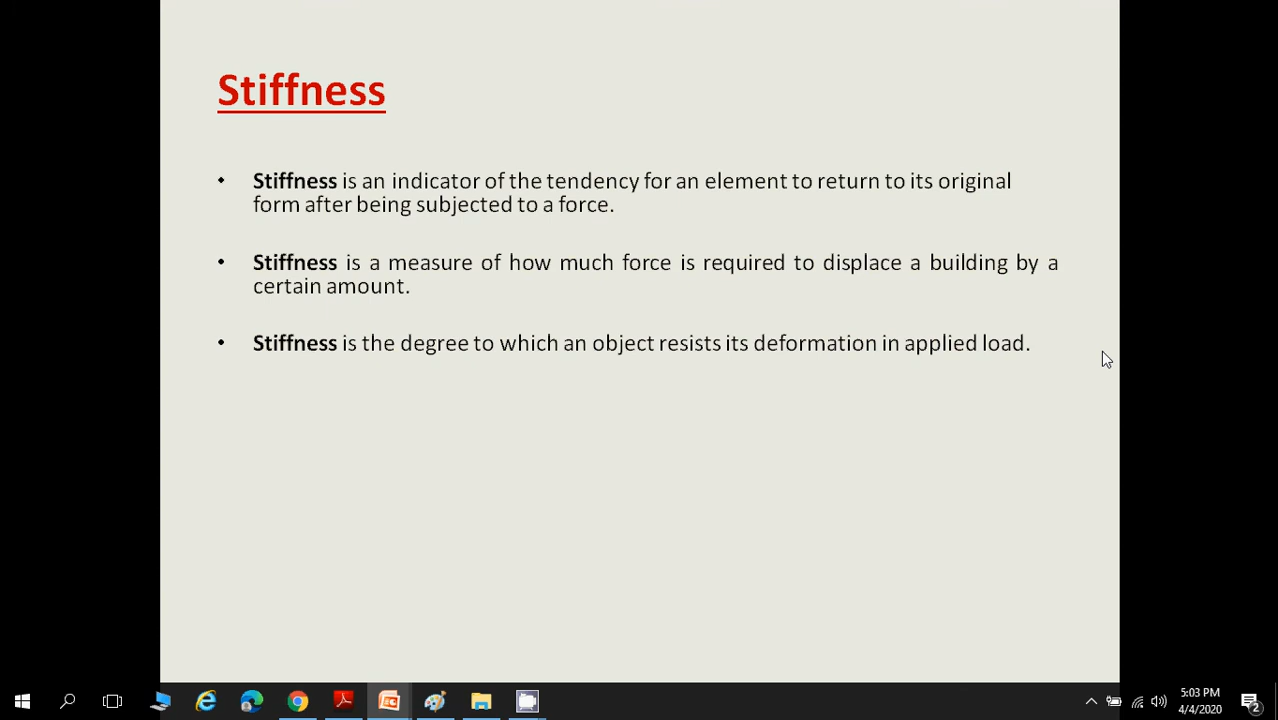 Stiffness
• Stiffness is an indicator of the tendency for an element to return to its original
form after being subjected to a force.
• Stiffness is a measure of how much force is required to displace a building by a
certain amount.
• Stiffness is the degree to which an object resists its deformation in applied load.
5:03 PM
4/4/2020
2